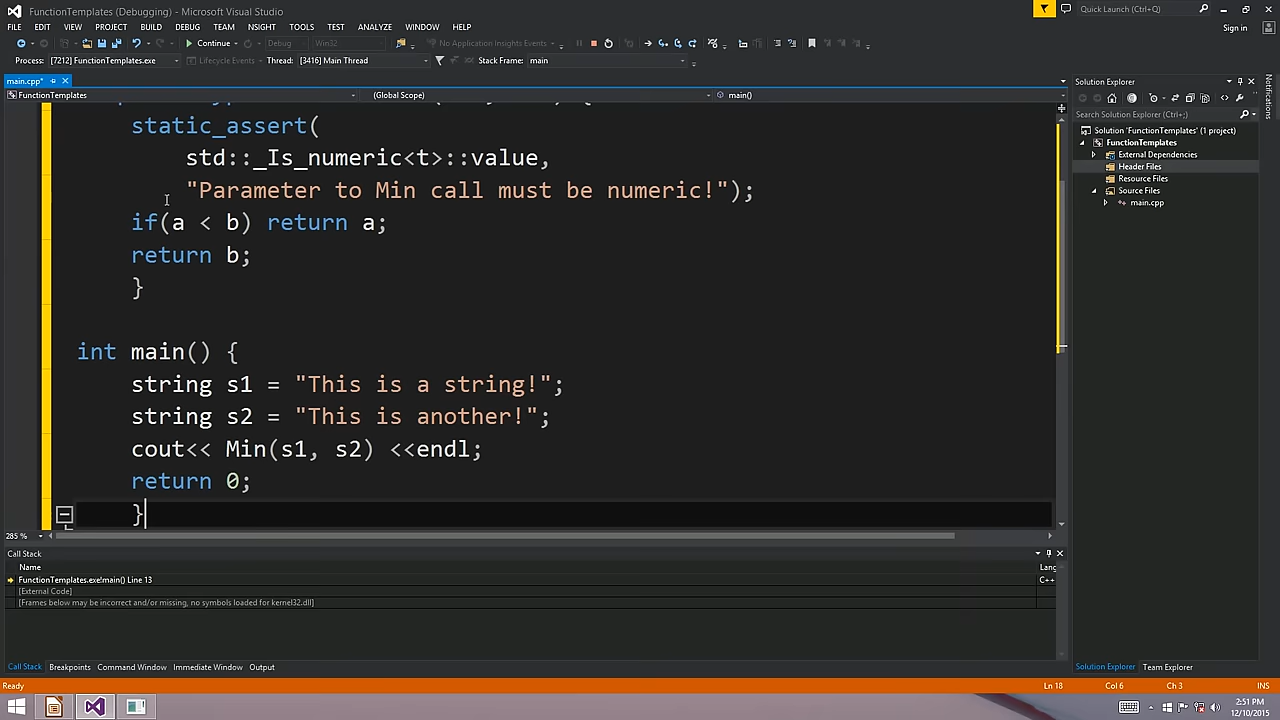 FunctionTemplates (Debugging) - Microsoft Visual Studio
Quick Launch (Ctrl+Q)
FILE EDIT VIEW PROJECT BUILD DEBUG TEAM NSIGHT TOOLS TEST ANALYZE WINDOW HELP
Sign in
Continue Debug Win32 No Application Insights Events
Process: [7212] FunctionTemplates.exe Lifecycle Events Thread: [3416] Main Thread Stack Frame: main
main.cpp*
FunctionTemplates (Global Scope) main()
static_assert(
std::_Is_numeric<t>::value,
"Parameter to Min call must be numeric!");
if(a < b) return a;
return b;
}
int main() {
string s1 = "This is a string!";
string s2 = "This is another!";
cout<< Min(s1, s2) <<endl;
return 0;
}
285 %
Call Stack
Name Lang
FunctionTemplates.exe!main() Line 13 C++
[External Code]
[Frames below may be incorrect and/or missing, no symbols loaded for kernel32.dll]
Call Stack Breakpoints Command Window Immediate Window Output
Solution Explorer
Search Solution Explorer (Ctrl+;)
Solution 'FunctionTemplates' (1 project)
FunctionTemplates
External Dependencies
Header Files
Resource Files
Source Files
main.cpp
Solution Explorer Team Explorer
Notifications
Ready Ln 18 Col 6 Ch 3 INS
2:51 PM
12/10/2015